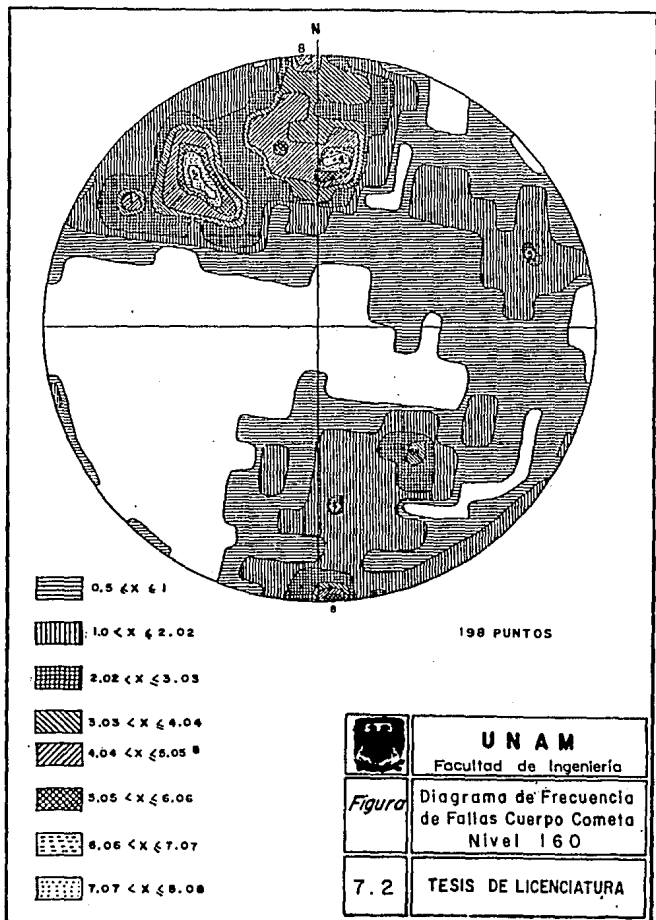 N
8
8
0.5 ≤ X ≤ 1
1.0 < X ≤ 2.02
2.02 < X ≤ 3.03
3.03 < X ≤ 4.04
4.04 < X ≤ 5.05 8
5.05 < X ≤ 6.06
6.06 < X ≤ 7.07
7.07 < X ≤ 8.08
198 PUNTOS
UNAM
Facultad de Ingeniería
Figura
Diagrama de Frecuencia
de Fallas Cuerpo Cometa
Nivel 160
7.2
TESIS DE LICENCIATURA